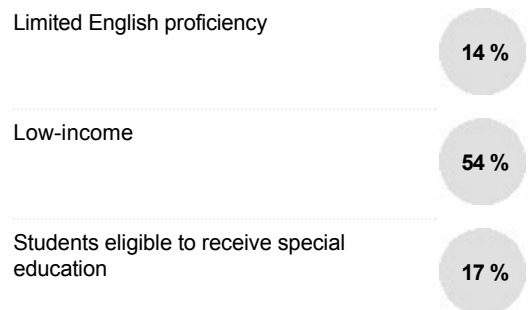 Limited English proficiency
14 %
Low-income
54 %
Students eligible to receive special
education
17 %